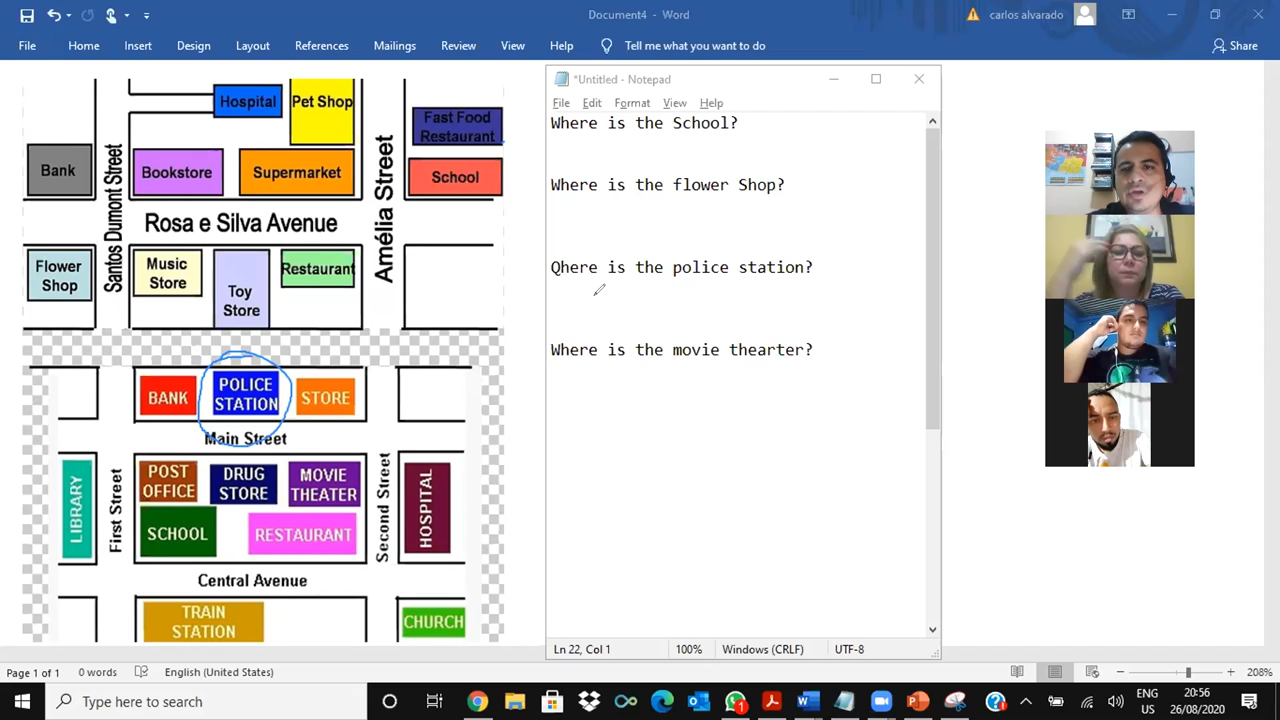 Document4 - Word
carlos alvarado
File Home Insert Design Layout References Mailings Review View Help Tell me what you want to do
Share
Hospital
Pet Shop
Fast Food
Restaurant
Bank
Santos Dumont Street
Bookstore
Supermarket
Amélia Street
School
Rosa e Silva Avenue
Flower
Shop
Music
Store
Toy
Store
Restaurant
BANK
POLICE
STATION
STORE
Main Street
LIBRARY
First Street
POST
OFFICE
DRUG
STORE
MOVIE
THEATER
SCHOOL
RESTAURANT
Second Street
HOSPITAL
Central Avenue
TRAIN
STATION
CHURCH
*Untitled - Notepad
File Edit Format View Help
Where is the School?
Where is the flower Shop?
Qhere is the police station?
Where is the movie thearter?
Ln 22, Col 1 100% Windows (CRLF) UTF-8
Page 1 of 1 0 words English (United States)
208%
Type here to search
1
ENG
20:56
26/08/2020